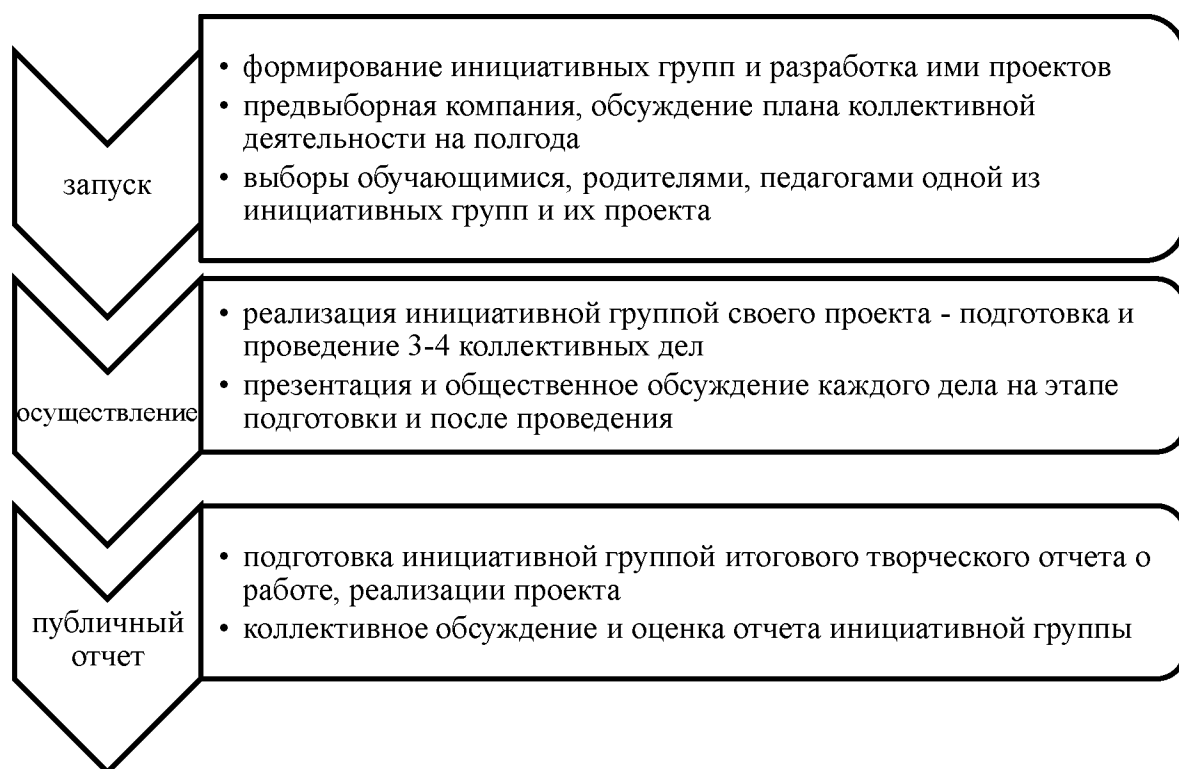 запуск
• формирование инициативных групп и разработка ими проектов
• предвыборная компания, обсуждение плана коллективной
деятельности на полгода
• выборы обучающимися, родителями, педагогами одной из
инициативных групп и их проекта
осуществление
• реализация инициативной группой своего проекта - подготовка и
проведение 3-4 коллективных дел
• презентация и общественное обсуждение каждого дела на этапе
подготовки и после проведения
публичный
отчет
• подготовка инициативной группой итогового творческого отчета о
работе, реализации проекта
• коллективное обсуждение и оценка отчета инициативной группы